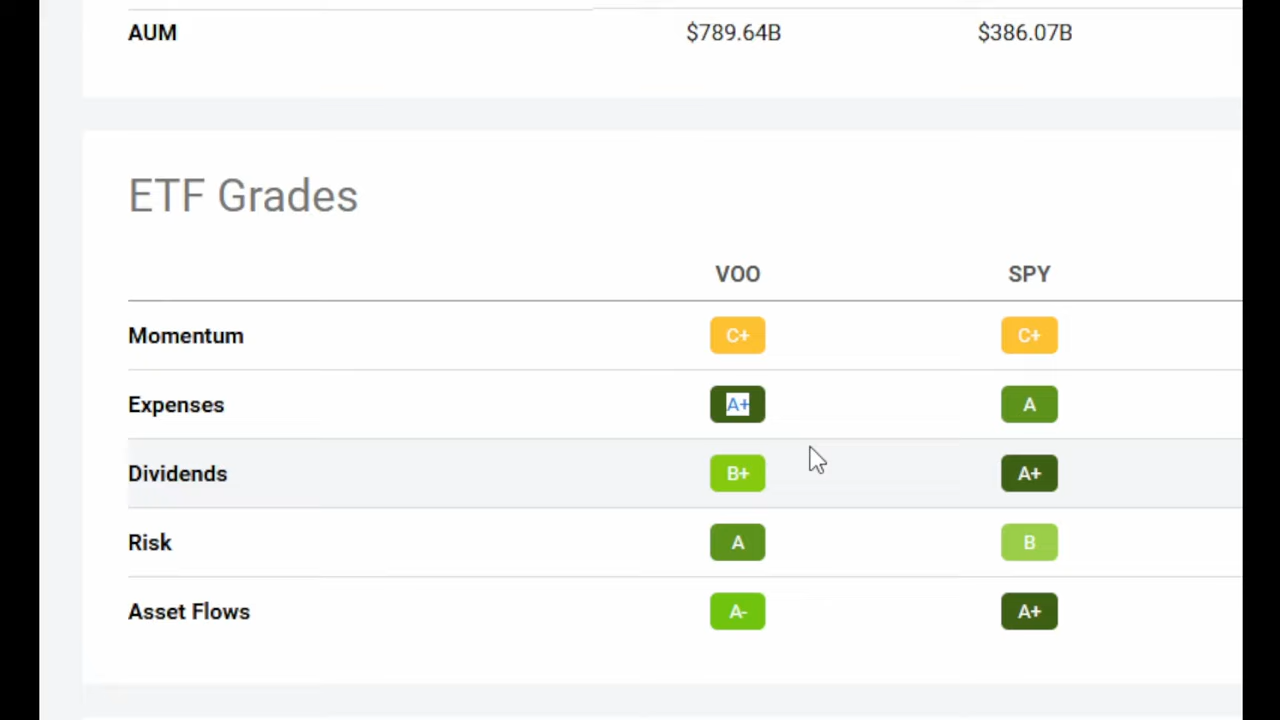 AUM $789.64B $386.07B
ETF Grades
VOO SPY
Momentum C+ C+
Expenses A+ A
Dividends B+ A+
Risk A B
Asset Flows A- A+